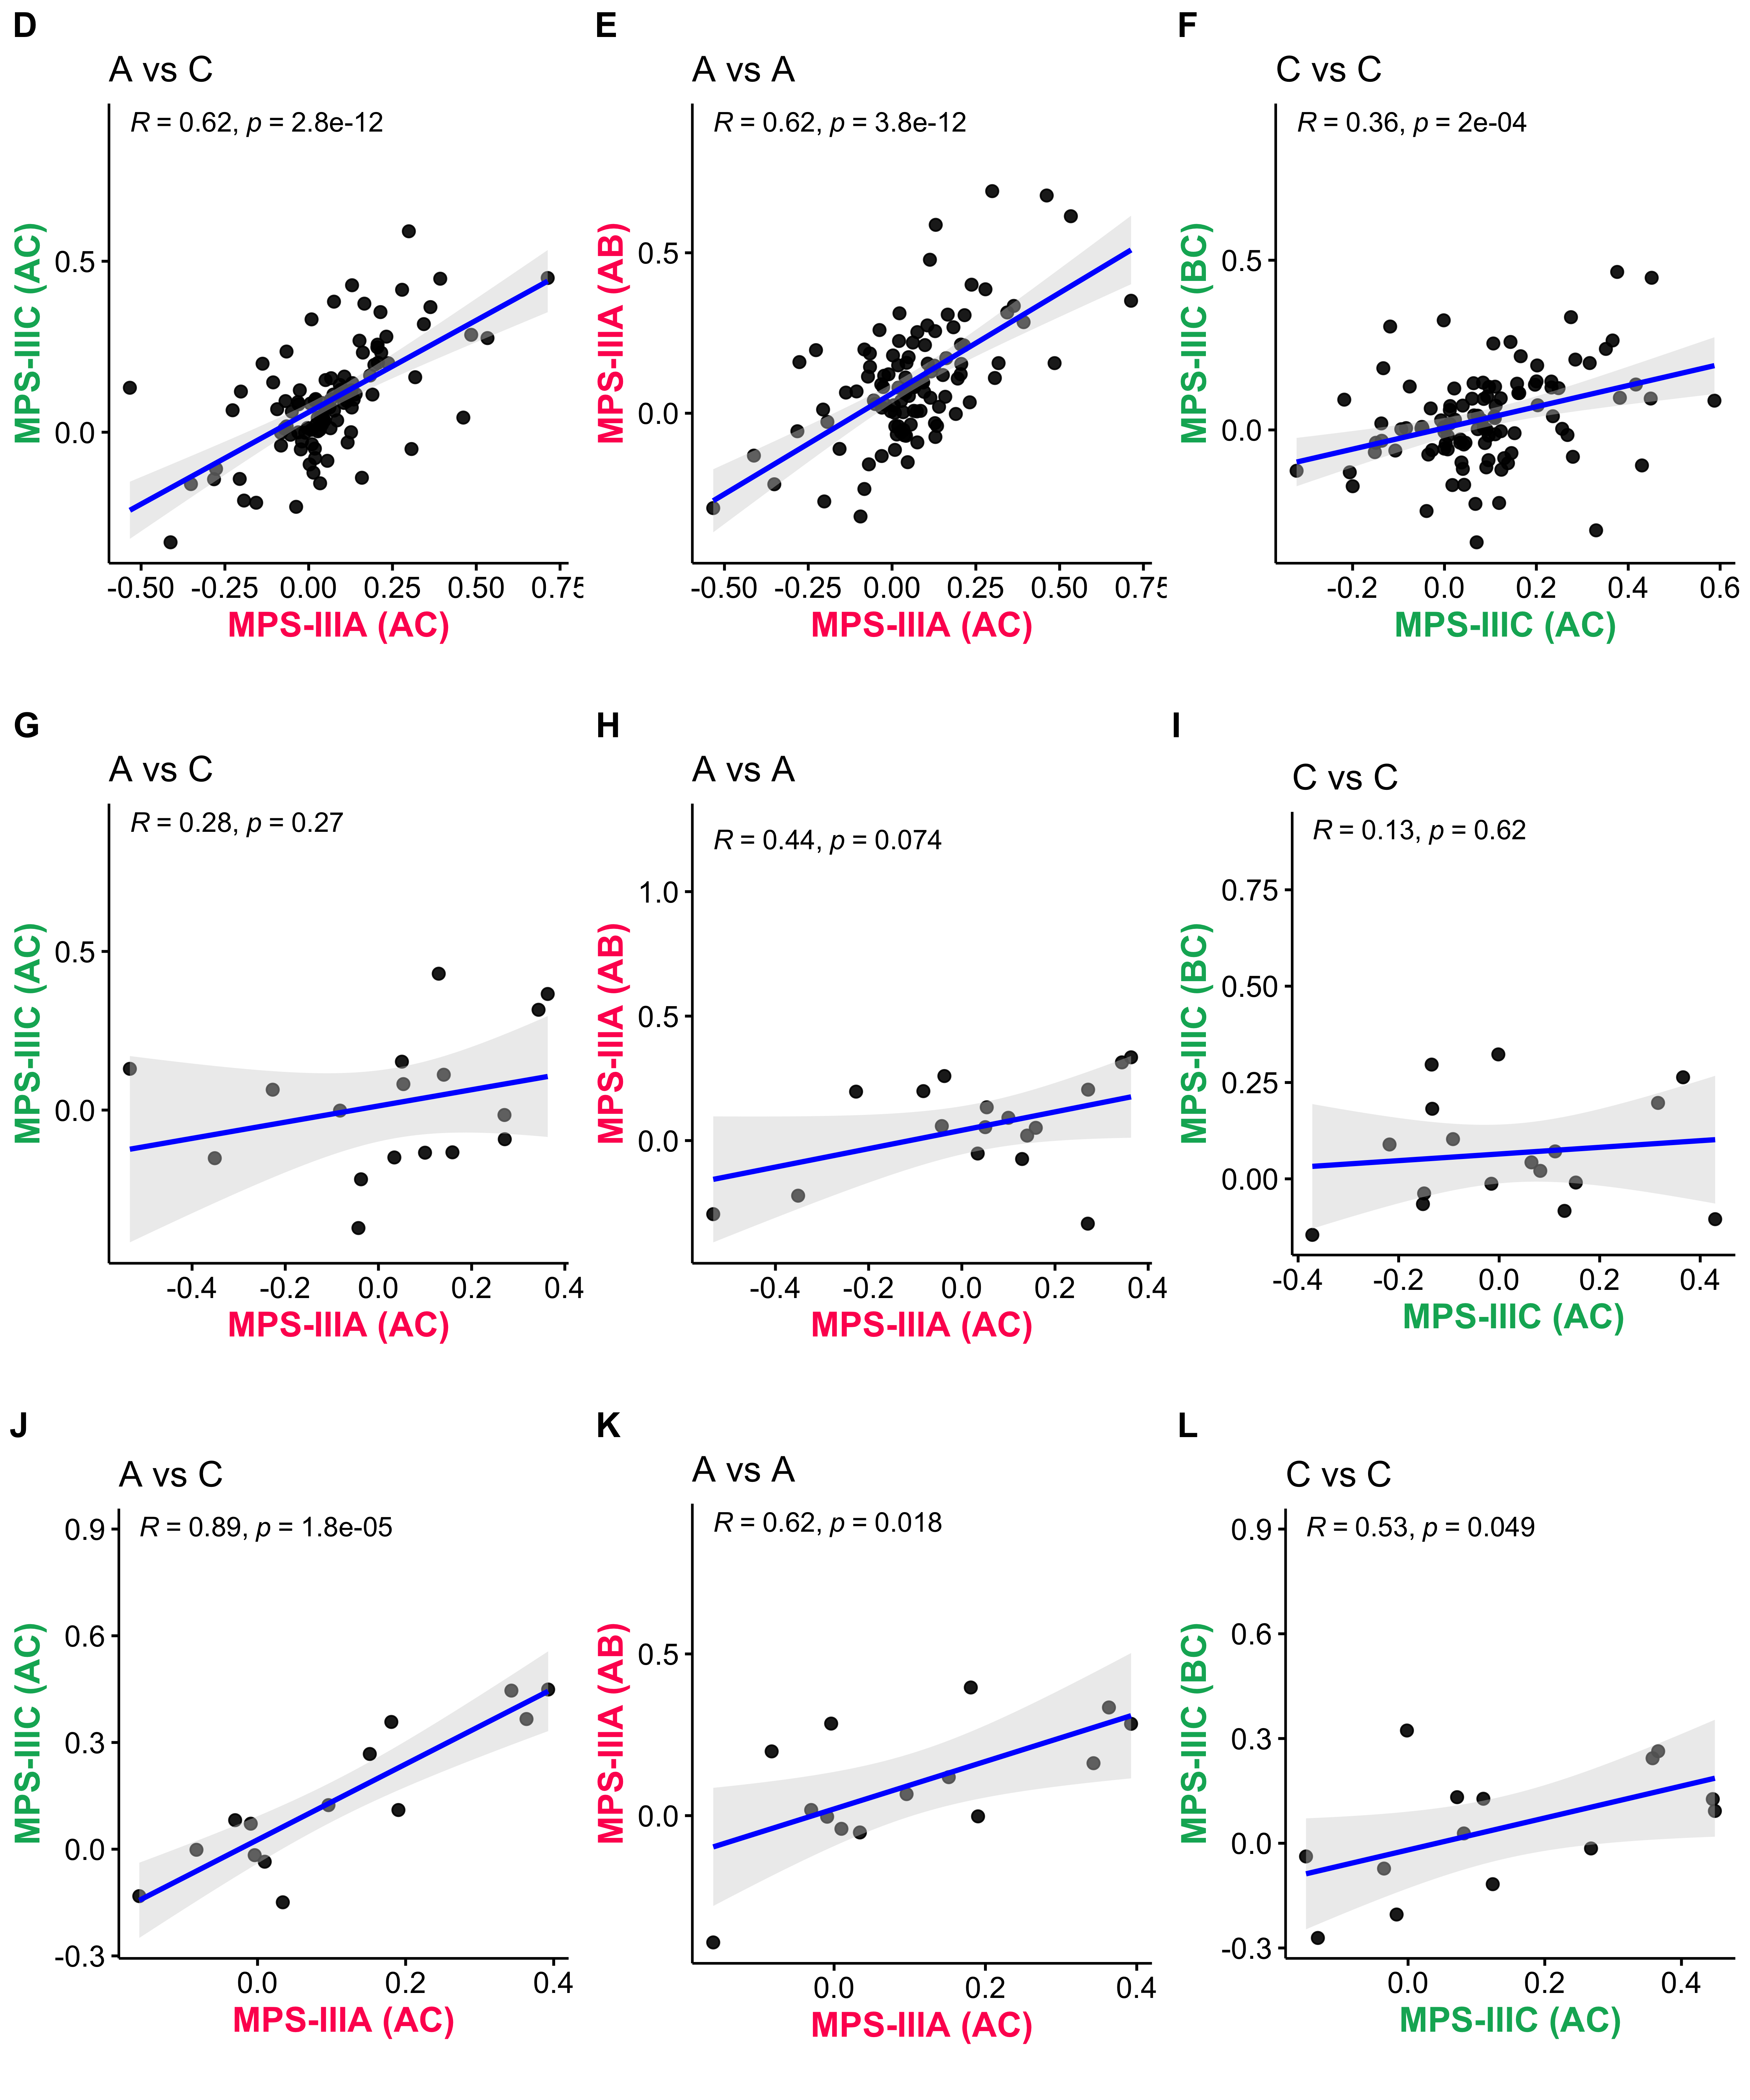 D
A vs C
R = 0.62, p = 2.8e-12
MPS-IIIC (AC)
0.5
0.0
-0.50 -0.25 0.00 0.25 0.50 0.75
MPS-IIIA (AC)
E
A vs A
R = 0.62, p = 3.8e-12
MPS-IIIA (AB)
0.5
0.0
-0.50 -0.25 0.00 0.25 0.50 0.75
MPS-IIIA (AC)
F
C vs C
R = 0.36, p = 2e-04
MPS-IIIC (BC)
0.5
0.0
-0.2 0.0 0.2 0.4 0.6
MPS-IIIC (AC)
G
A vs C
R = 0.28, p = 0.27
MPS-IIIC (AC)
0.5
0.0
-0.4 -0.2 0.0 0.2 0.4
MPS-IIIA (AC)
H
A vs A
R = 0.44, p = 0.074
MPS-IIIA (AB)
1.0
0.5
0.0
-0.4 -0.2 0.0 0.2 0.4
MPS-IIIA (AC)
I
C vs C
R = 0.13, p = 0.62
MPS-IIIC (BC)
0.75
0.50
0.25
0.00
-0.4 -0.2 0.0 0.2 0.4
MPS-IIIC (AC)
J
A vs C
R = 0.89, p = 1.8e-05
MPS-IIIC (AC)
0.9
0.6
0.3
0.0
-0.3
0.0 0.2 0.4
MPS-IIIA (AC)
K
A vs A
R = 0.62, p = 0.018
MPS-IIIA (AB)
0.5
0.0
0.0 0.2 0.4
MPS-IIIA (AC)
L
C vs C
R = 0.53, p = 0.049
MPS-IIIC (BC)
0.9
0.6
0.3
0.0
-0.3
0.0 0.2 0.4
MPS-IIIC (AC)